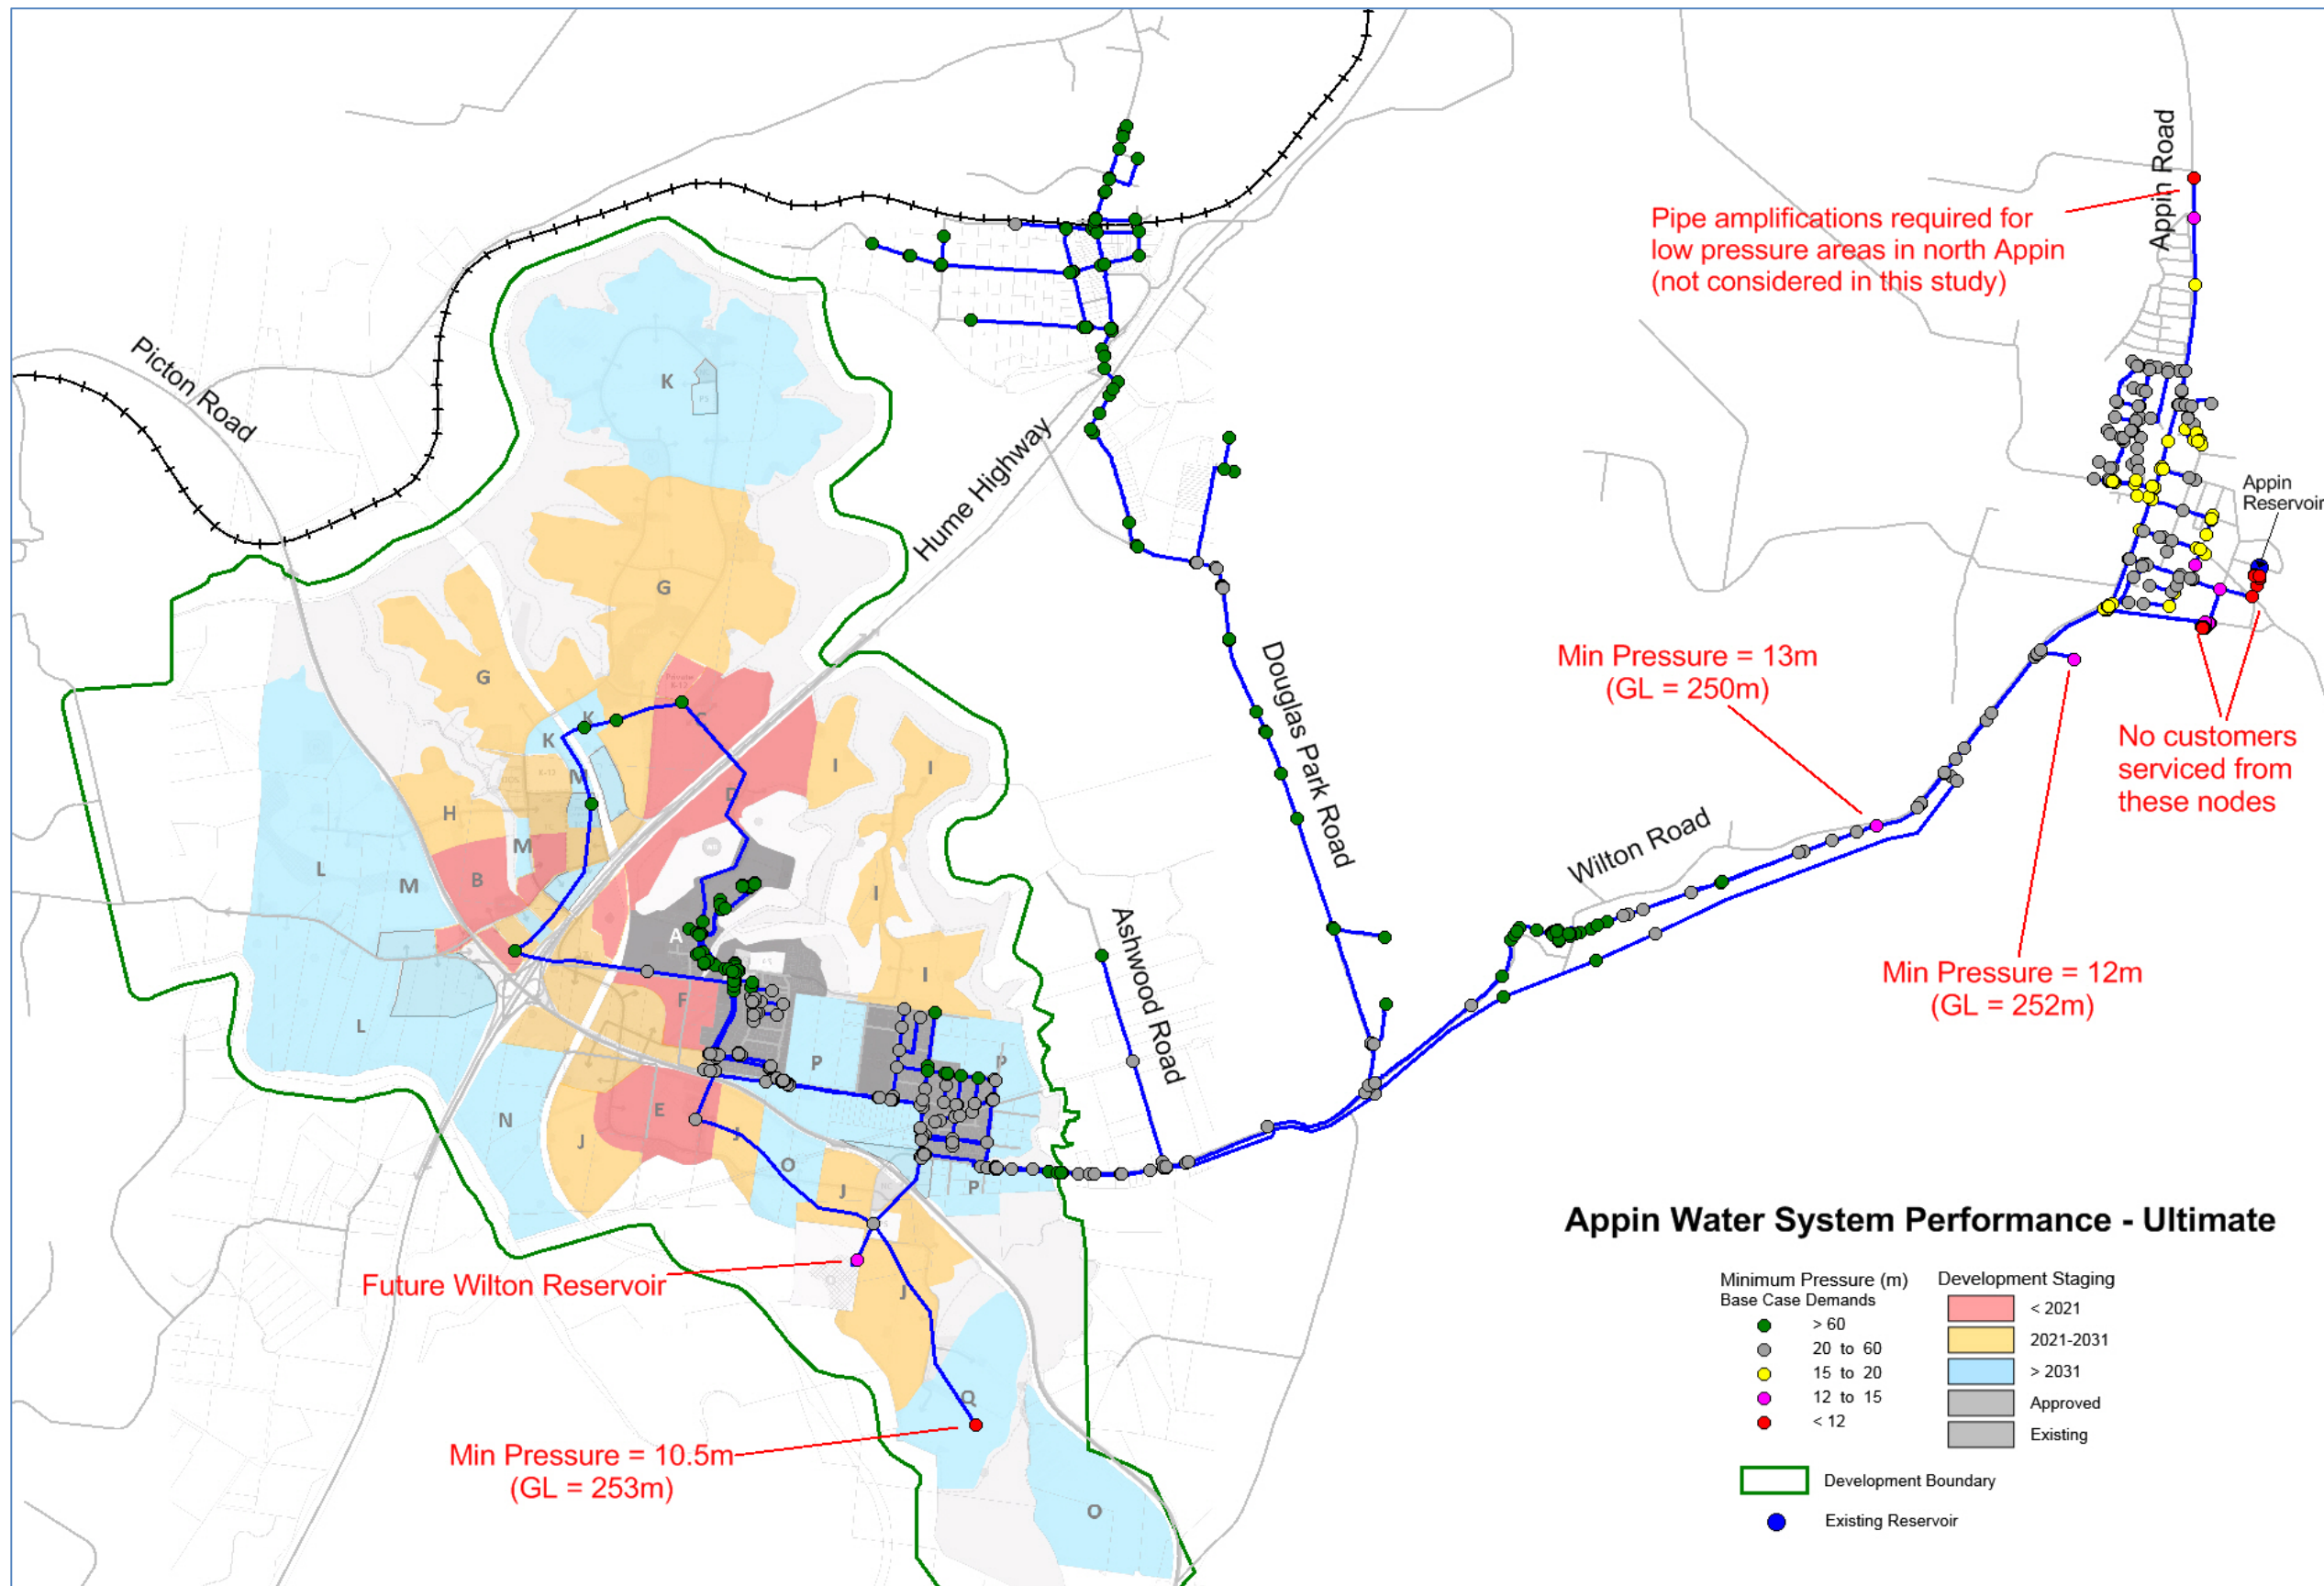 Appin Road
Pipe amplifications required for
low pressure areas in north Appin
(not considered in this study)
Picton Road
K
PS
Hume Highway
Appin
Reservoir
G
G
Min Pressure = 13m
(GL = 250m)
Douglas Park Road
K
C
K
M
K-12
I
I
D
No customers
serviced from
these nodes
H
M
Wilton Road
B
L
M
I
A
Ashwood Road
I
Min Pressure = 12m
(GL = 252m)
F
L
P
P
N
E
J
J
O
P
J
Appin Water System Performance - Ultimate
Future Wilton Reservoir
J
Minimum Pressure (m)
Base Case Demands
> 60
20 to 60
15 to 20
12 to 15
< 12
Development Staging
< 2021
2021-2031
> 2031
Approved
Existing
Q
Min Pressure = 10.5m
(GL = 253m)
Development Boundary
O
Existing Reservoir